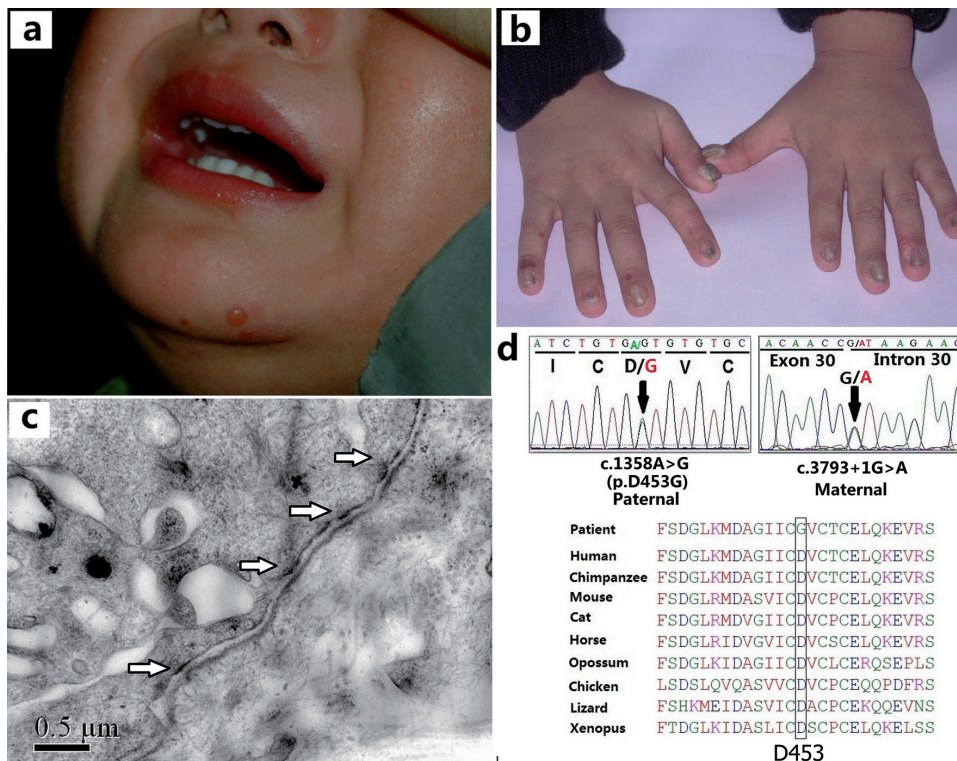 a
b
c
0.5 µm
d
A T C T G T G A/G T G T G T G C
I C D/G V C
c.1358A>G
(p.D453G)
Paternal
A C A A C C G/A T A A G A A C
Exon 30 Intron 30
G/A
c.3793+1G>A
Maternal
Patient FSDGLKMDAGIICGVCTCELQKEVRS
Human FSDGLKMDAGIICDVCTCELQKEVRS
Chimpanzee FSDGLKMDAGIICDVCTCELQKEVRS
Mouse FSDGLRMDASVICDVCPCELQKEVRS
Cat FSDGLRMDVGIICDVCPCELQKEVRS
Horse FSDGLRIDVGVICDVCSCELQKEVRS
Opossum FSDGLKIDAGIICDVCLCERQSEPLS
Chicken LSDSLQVQASVVCDVCPCEQQPDFRS
Lizard FSHKMEIDASVICDACPCEKQQEVNS
Xenopus FTDGLKIDASLICDSCPCELQKELSS
D453